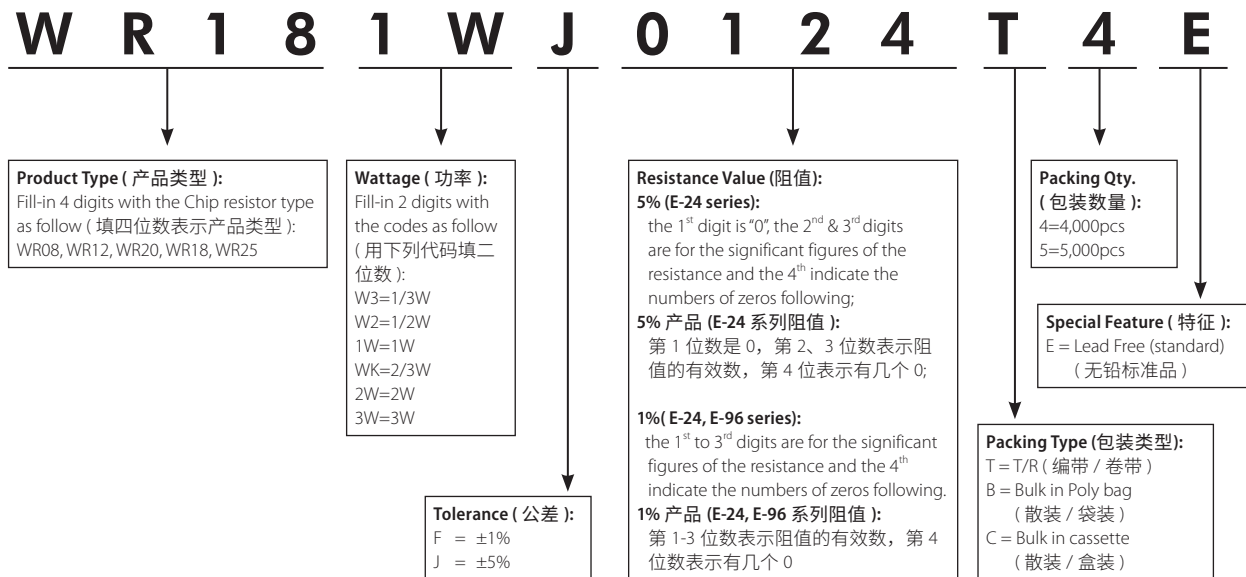 WR18 1W J 0124 T 4 E
Product Type ( 产品类型 ):
Fill-in 4 digits with the Chip resistor type
as follow ( 填四位数表示产品类型 ):
WR08, WR12, WR20, WR18, WR25
Wattage ( 功率 ):
Fill-in 2 digits with
the codes as follow
( 用下列代码填二
位数 ):
W3=1/3W
W2=1/2W
1W=1W
WK=2/3W
2W=2W
3W=3W
Tolerance ( 公差 ):
F = ±1%
J = ±5%
Resistance Value (阻值):
5% (E-24 series):
the 1st digit is “0”, the 2nd & 3rd digits
are for the significant figures of the
resistance and the 4th indicate the
numbers of zeros following;
5% 产品 (E-24 系列阻值 ):
第 1 位数是 0，第 2、3 位数表示阻
值的有效数，第 4 位表示有几个 0;
1%( E-24, E-96 series):
the 1st to 3rd digits are for the significant
figures of the resistance and the 4th
indicate the numbers of zeros following.
1% 产品 (E-24, E-96 系列阻值 ):
第 1-3 位数表示阻值的有效数，第 4
位数表示有几个 0
Packing Qty.
( 包装数量 ):
4=4,000pcs
5=5,000pcs
Special Feature ( 特征 ):
E = Lead Free (standard)
( 无铅标准品 )
Packing Type (包装类型):
T = T/R ( 编带 / 卷带 )
B = Bulk in Poly bag
( 散装 / 袋装 )
C = Bulk in cassette
( 散装 / 盒装 )